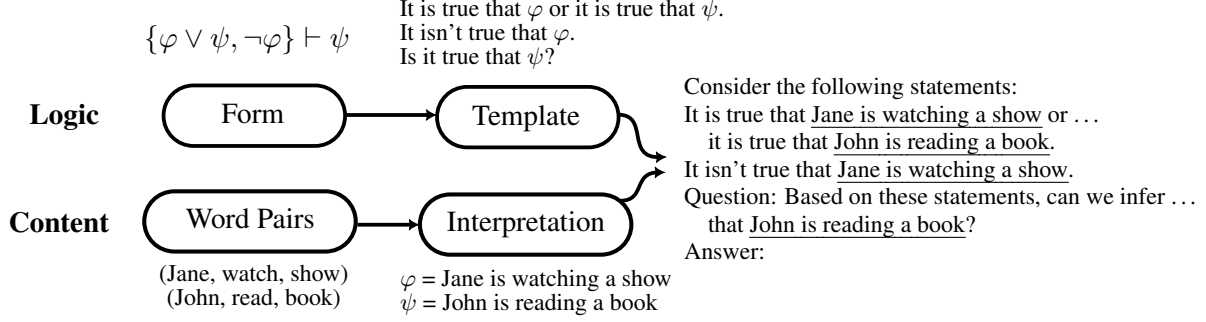 {φ ∨ ψ, ¬φ} ⊢ ψ
It is true that φ or it is true that ψ.
It isn't true that φ.
Is it true that ψ?
Logic
Form
Template
Content
Word Pairs
Interpretation
(Jane, watch, show)
(John, read, book)
φ = Jane is watching a show
ψ = John is reading a book
Consider the following statements:
It is true that Jane is watching a show or …
it is true that John is reading a book.
It isn't true that Jane is watching a show.
Question: Based on these statements, can we infer …
that John is reading a book?
Answer: